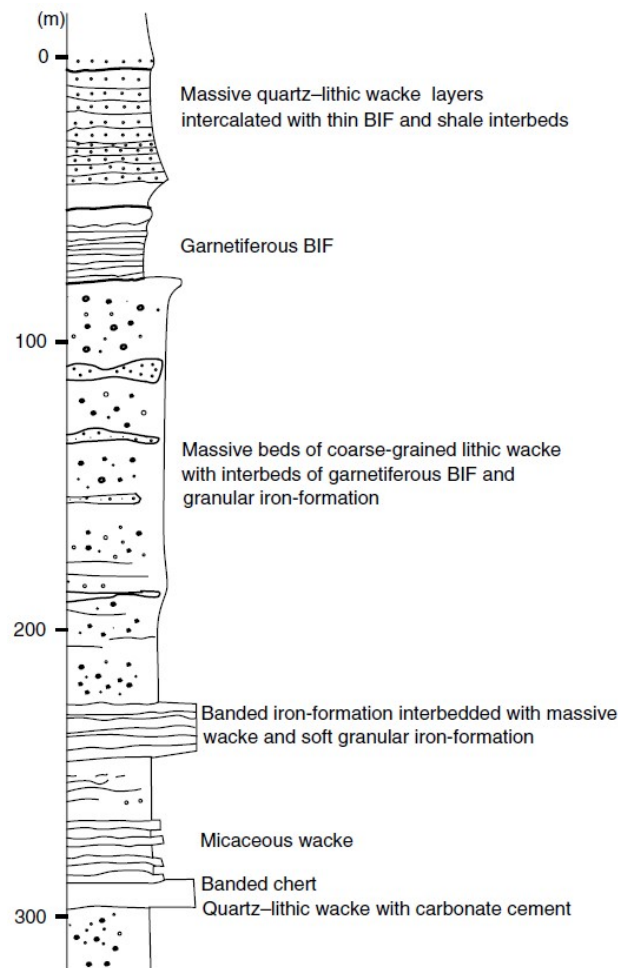 (m)
0
Massive quartz–lithic wacke layers
intercalated with thin BIF and shale interbeds
Garnetiferous BIF
100
Massive beds of coarse-grained lithic wacke
with interbeds of garnetiferous BIF and
granular iron-formation
200
Banded iron-formation interbedded with massive
wacke and soft granular iron-formation
Micaceous wacke
Banded chert
Quartz–lithic wacke with carbonate cement
300